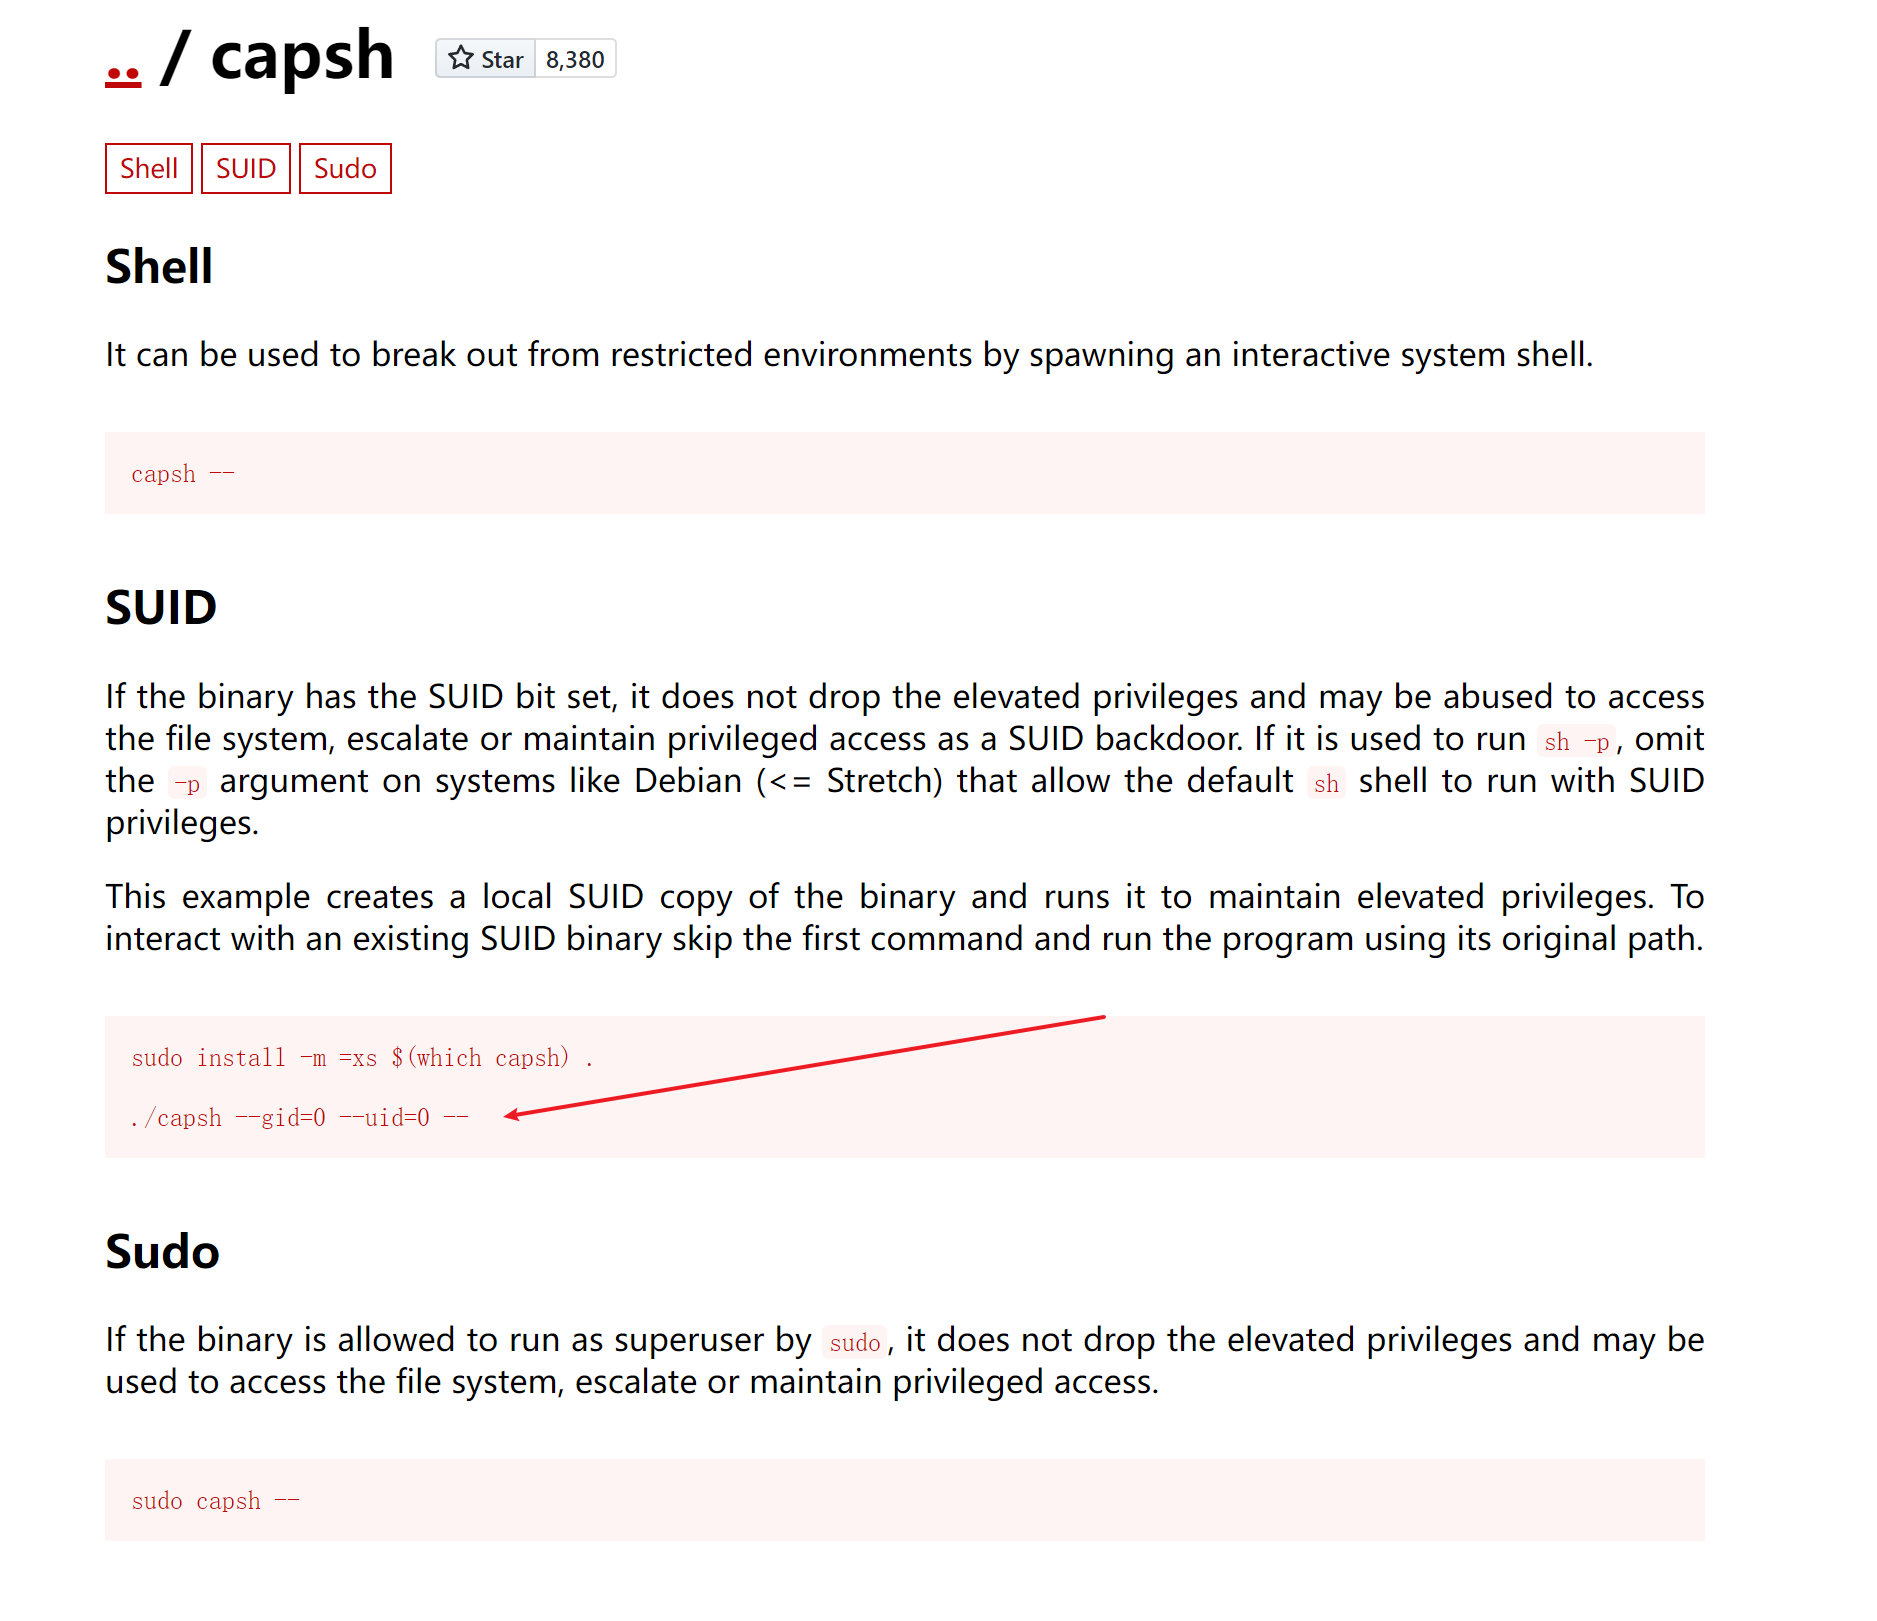 .. / capsh Star 8,380
Shell SUID Sudo
Shell
It can be used to break out from restricted environments by spawning an interactive system shell.
capsh --
SUID
If the binary has the SUID bit set, it does not drop the elevated privileges and may be abused to access
the file system, escalate or maintain privileged access as a SUID backdoor. If it is used to run sh -p, omit
the -p argument on systems like Debian (<= Stretch) that allow the default sh shell to run with SUID
privileges.
This example creates a local SUID copy of the binary and runs it to maintain elevated privileges. To
interact with an existing SUID binary skip the first command and run the program using its original path.
sudo install -m =xs $(which capsh) .
./capsh --gid=0 --uid=0 --
Sudo
If the binary is allowed to run as superuser by sudo, it does not drop the elevated privileges and may be
used to access the file system, escalate or maintain privileged access.
sudo capsh --